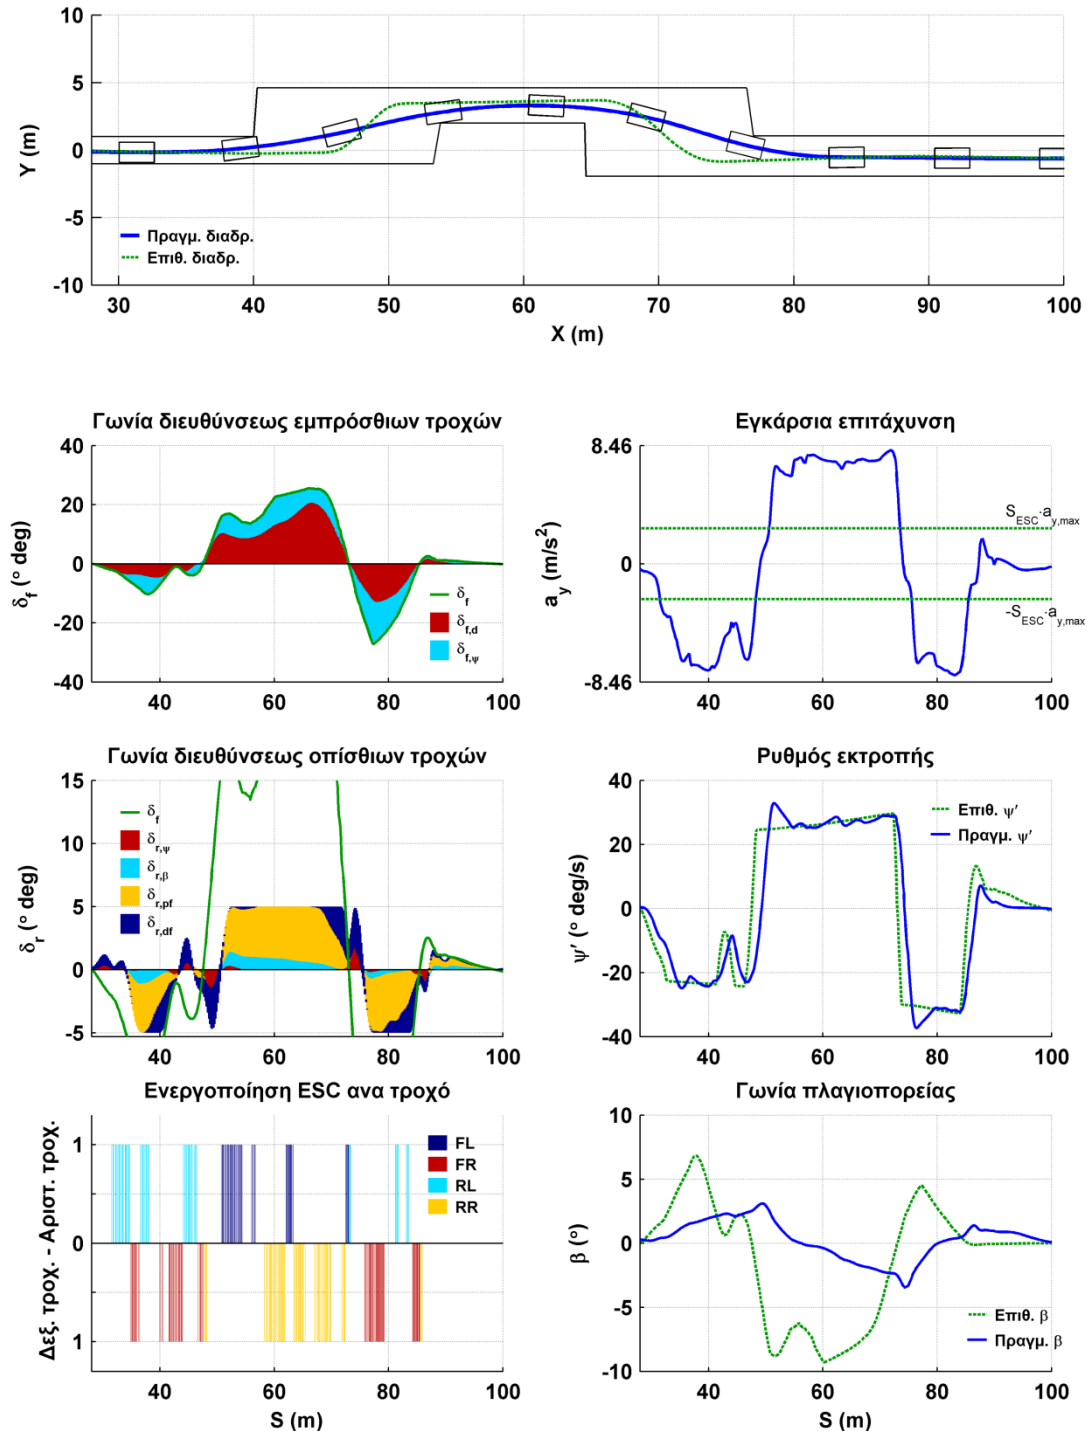 10
5
0
-5
-10
Y (m)
Πραγμ. διαδρ.
Επιθ. διαδρ.
30 40 50 60 70 80 90 100
X (m)
Γωνία διευθύνσεως εμπρόσθιων τροχών
40
20
0
-20
-40
δf (° deg)
δf
δf,d
δf,ψ
40 60 80 100
Εγκάρσια επιτάχυνση
8.46
0
-8.46
ay (m/s²)
SESC·ay,max
-SESC·ay,max
40 60 80 100
Γωνία διευθύνσεως οπίσθιων τροχών
15
10
5
0
-5
δr (° deg)
δf
δr,ψ
δr,β
δr,pf
δr,df
40 60 80 100
Ρυθμός εκτροπής
40
20
0
-20
-40
ψ' (° deg/s)
Επιθ. ψ'
Πραγμ. ψ'
40 60 80 100
Ενεργοποίηση ESC ανα τροχό
1
0
1
Δεξ. τροχ. - Αριστ. τροχ.
FL
FR
RL
RR
40 60 80 100
S (m)
Γωνία πλαγιοπορείας
10
5
0
-5
-10
β (°)
Επιθ. β
Πραγμ. β
40 60 80 100
S (m)